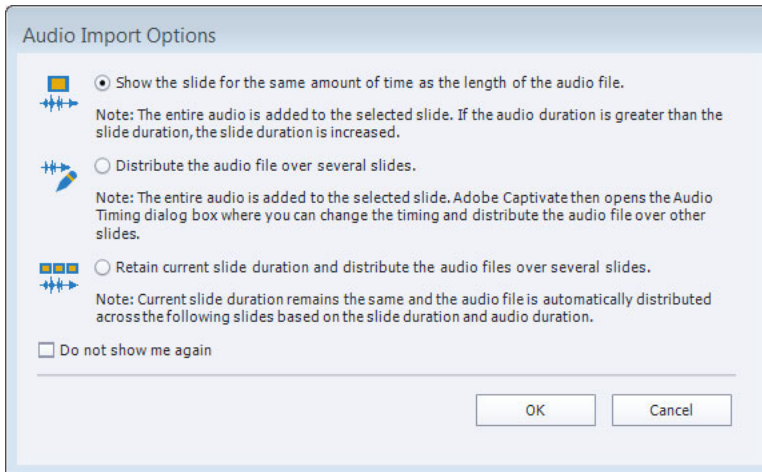 Audio Import Options
Show the slide for the same amount of time as the length of the audio file.
Note: The entire audio is added to the selected slide. If the audio duration is greater than the
slide duration, the slide duration is increased.
Distribute the audio file over several slides.
Note: The entire audio is added to the selected slide. Adobe Captivate then opens the Audio
Timing dialog box where you can change the timing and distribute the audio file over other
slides.
Retain current slide duration and distribute the audio files over several slides.
Note: Current slide duration remains the same and the audio file is automatically distributed
across the following slides based on the slide duration and audio duration.
Do not show me again
OK Cancel